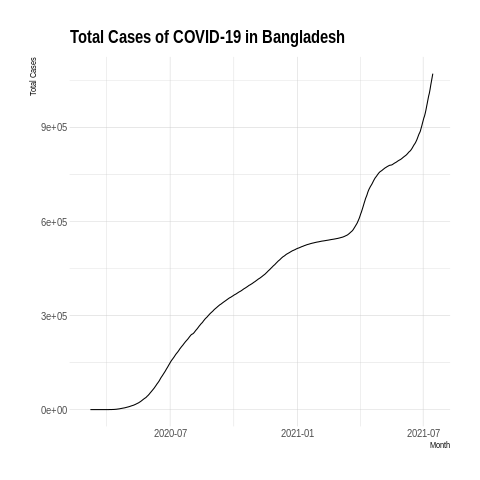 Total Cases of COVID-19 in Bangladesh
Total Cases
9e+05
6e+05
3e+05
0e+00
2020-07 2021-01 2021-07
Month